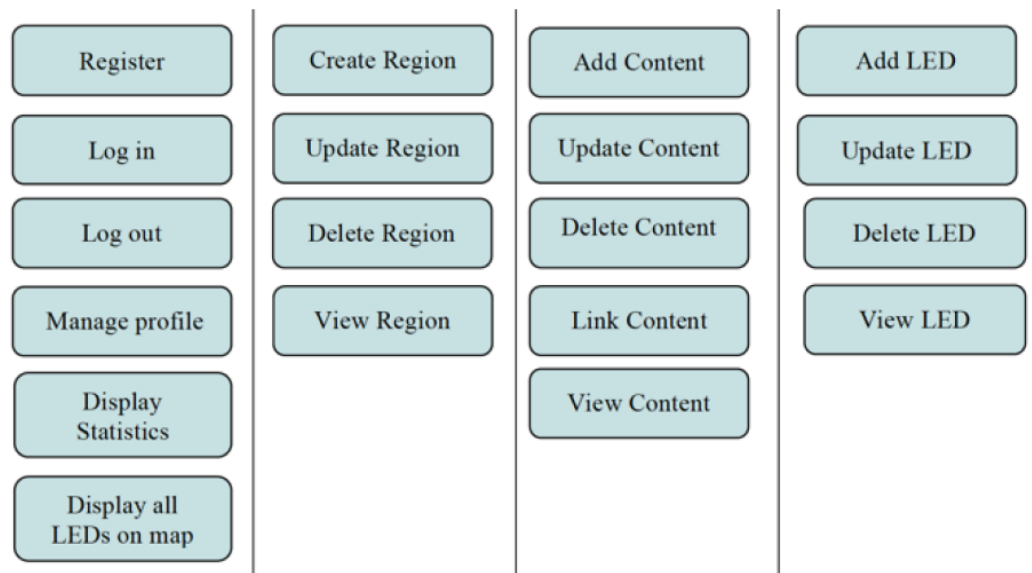 Register
Log in
Log out
Manage profile
Display
Statistics
Display all
LEDs on map
Create Region
Update Region
Delete Region
View Region
Add Content
Update Content
Delete Content
Link Content
View Content
Add LED
Update LED
Delete LED
View LED